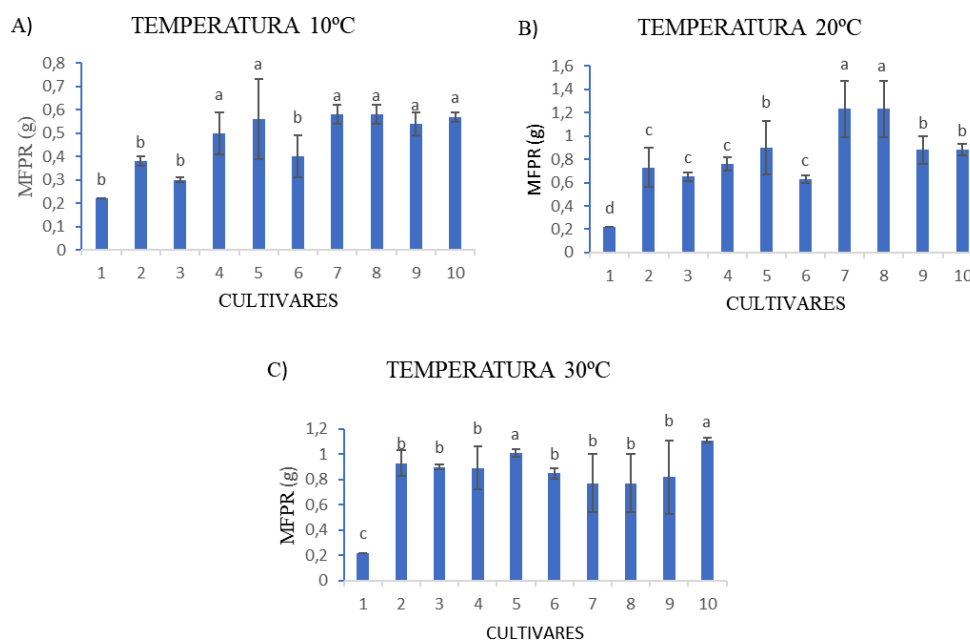 A)
TEMPERATURA 10ºC
MFPR (g)
0,8
0,7
0,6
0,5
0,4
0,3
0,2
0,1
0
b b b a a b a a a a
1 2 3 4 5 6 7 8 9 10
CULTIVARES
B)
TEMPERATURA 20ºC
MFPR (g)
1,6
1,4
1,2
1
0,8
0,6
0,4
0,2
0
d c c c b c a a b b
1 2 3 4 5 6 7 8 9 10
CULTIVARES
C)
TEMPERATURA 30ºC
MFPR (g)
1,2
1
0,8
0,6
0,4
0,2
0
c b b b a b b b b a
1 2 3 4 5 6 7 8 9 10
CULTIVARES